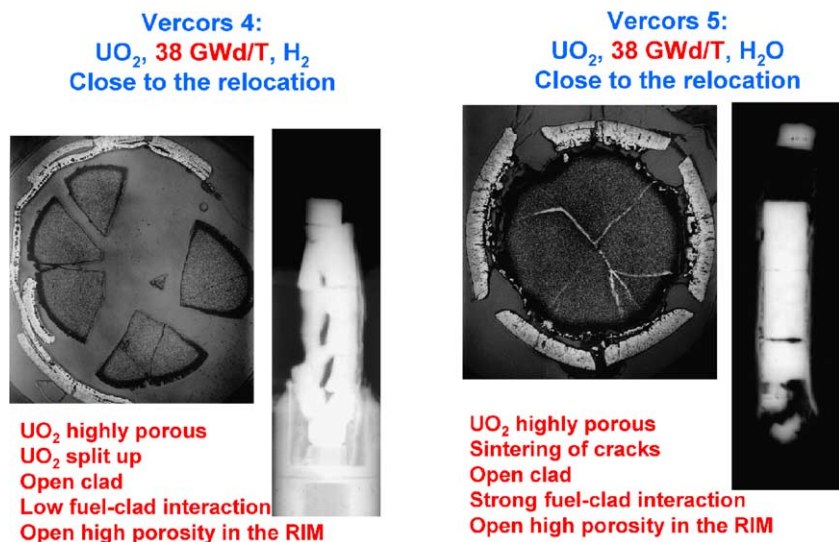 Vercors 4:
UO₂, 38 GWd/T, H₂
Close to the relocation
UO₂ highly porous
UO₂ split up
Open clad
Low fuel-clad interaction
Open high porosity in the RIM
Vercors 5:
UO₂, 38 GWd/T, H₂O
Close to the relocation
UO₂ highly porous
Sintering of cracks
Open clad
Strong fuel-clad interaction
Open high porosity in the RIM